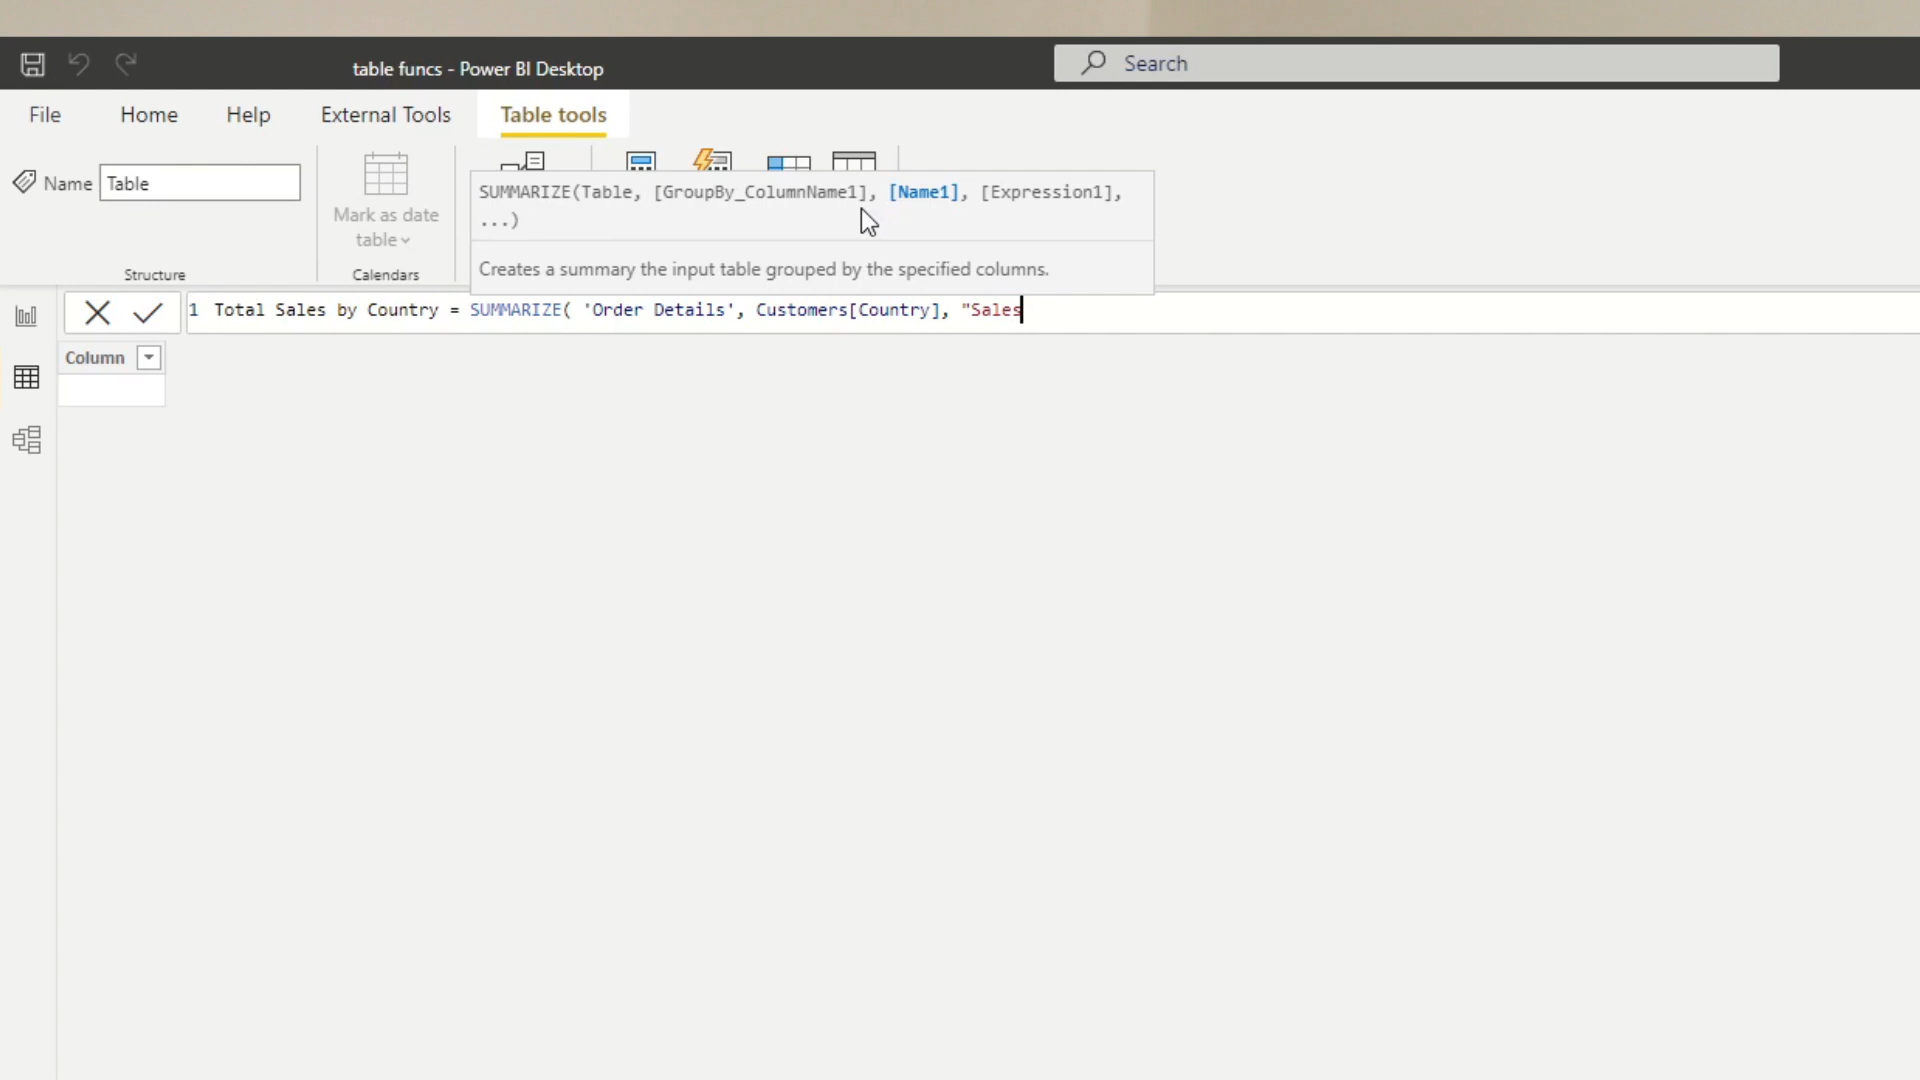 table funcs - Power BI Desktop
Search
File Home Help External Tools Table tools
Name Table
Mark as date
table
Structure
Calendars
SUMMARIZE(Table, [GroupBy_ColumnName1], [Name1], [Expression1],
...)
Creates a summary the input table grouped by the specified columns.
1 Total Sales by Country = SUMMARIZE( 'Order Details', Customers[Country], "Sales
Column